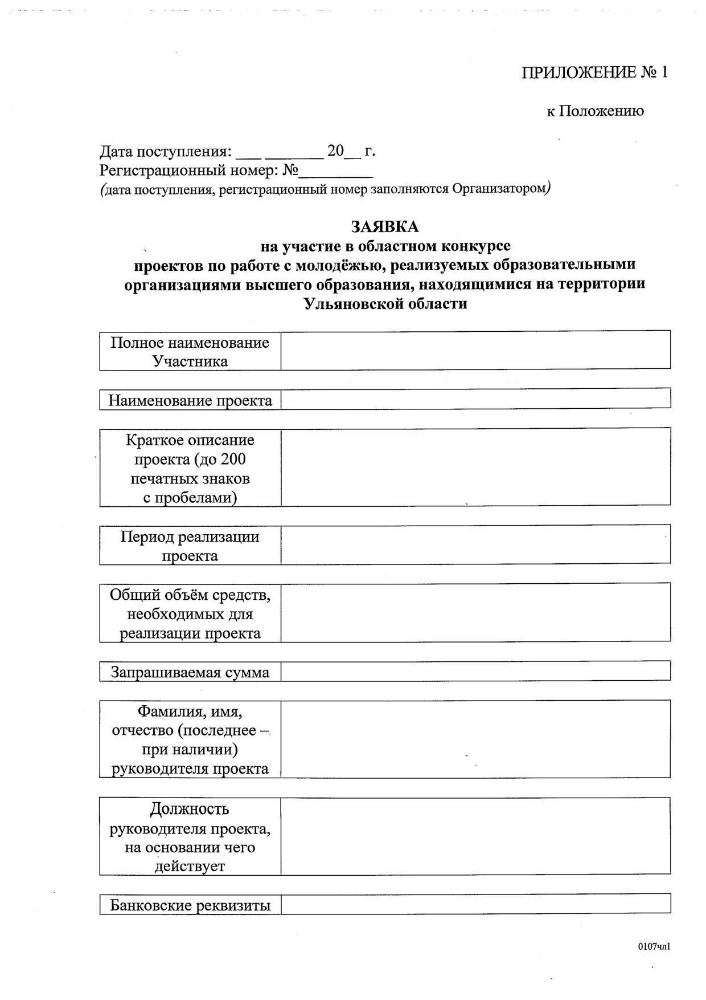 ПРИЛОЖЕНИЕ № 1
к Положению
Дата поступления: ___ _______ 20__ г.
Регистрационный номер: №_________
(дата поступления, регистрационный номер заполняются Организатором)
ЗАЯВКА
на участие в областном конкурсе
проектов по работе с молодёжью, реализуемых образовательными
организациями высшего образования, находящимися на территории
Ульяновской области
Полное наименование
Участника
Наименование проекта
Краткое описание
проекта (до 200
печатных знаков
с пробелами)
Период реализации
проекта
Общий объём средств,
необходимых для
реализации проекта
Запрашиваемая сумма
Фамилия, имя,
отчество (последнее –
при наличии)
руководителя проекта
Должность
руководителя проекта,
на основании чего
действует
Банковские реквизиты
0107чл1